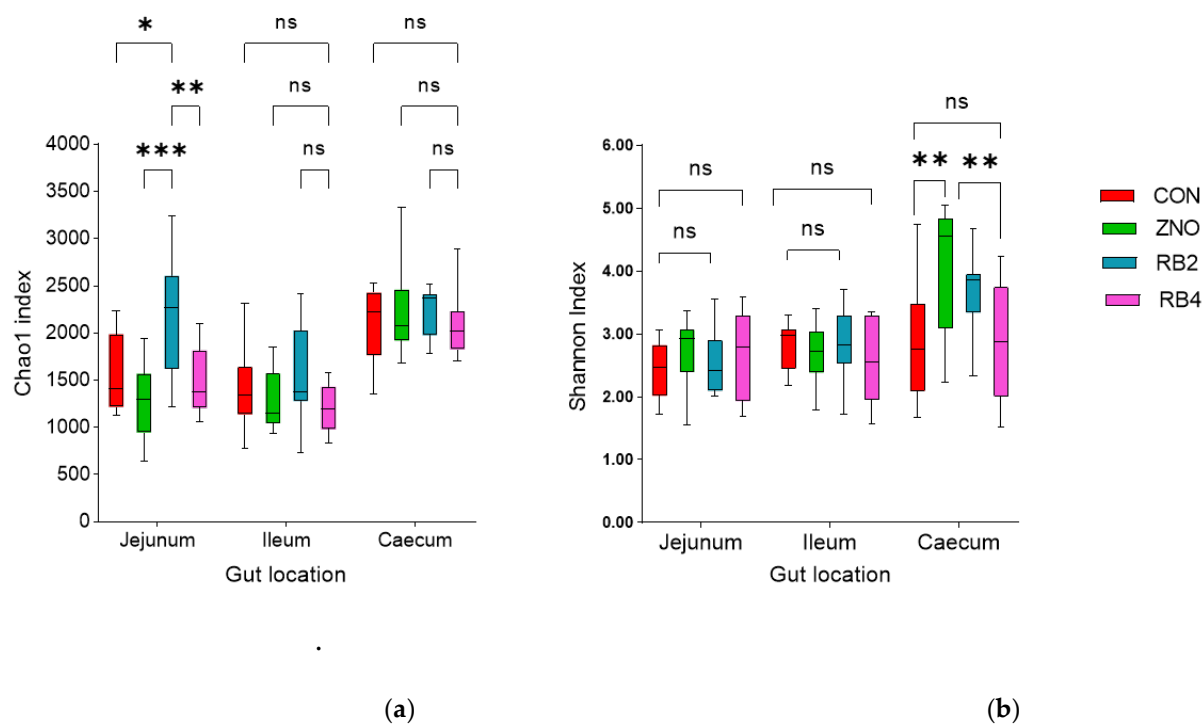 * ns ns
** ns ns
*** ns ns
4000
3500
3000
2500
2000
1500
1000
500
0
Chao1 index
Jejunum Ileum Caecum
Gut location
(a)
ns
ns ns ** **
ns ns
6.00
5.00
4.00
3.00
2.00
1.00
0.00
Shannon Index
Jejunum Ileum Caecum
Gut location
CON
ZNO
RB2
RB4
.
(b)